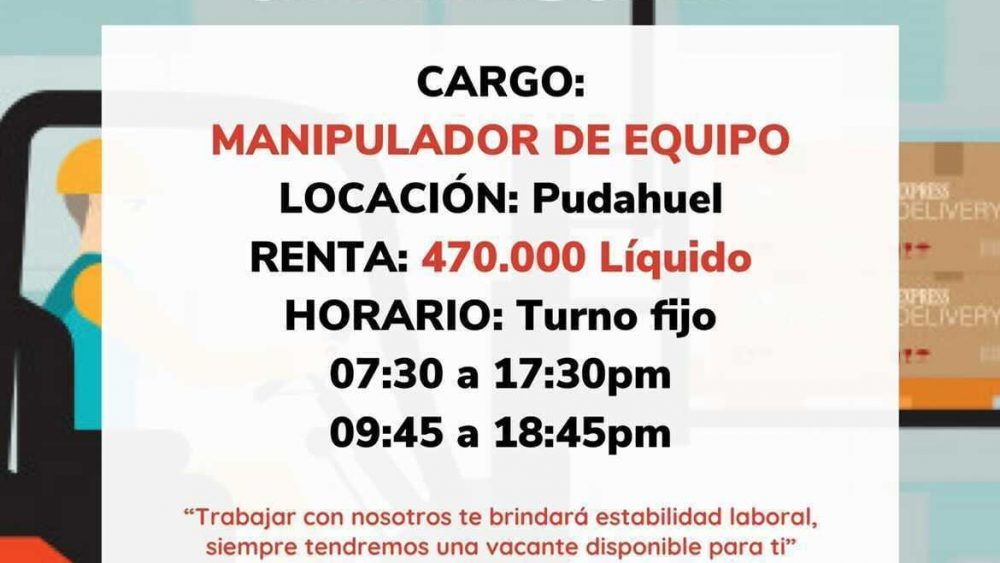 CARGO:
MANIPULADOR DE EQUIPO
LOCACIÓN: Pudahuel
RENTA: 470.000 Líquido
HORARIO: Turno fijo
07:30 a 17:30pm
09:45 a 18:45pm
EXPRESS
DELIVERY
EXPRESS
DELIVERY
“Trabajar con nosotros te brindará estabilidad laboral,
siempre tendremos una vacante disponible para ti”